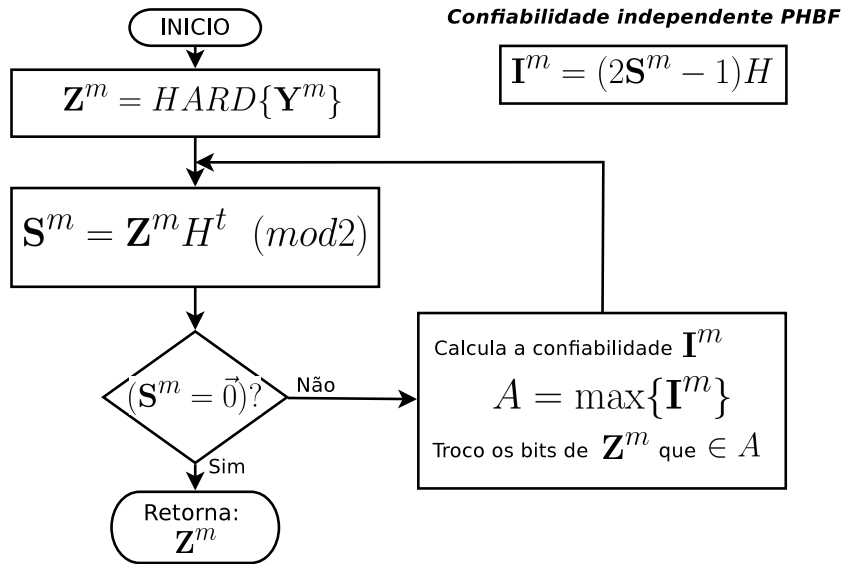 INICIO
Confiabilidade independente PHBF
I^m = (2S^m − 1)H
Z^m = HARD{Y^m}
S^m = Z^m H^t (mod2)
(S^m = 0⃗)?
Não
Sim
Calcula a confiabilidade I^m
A = max{I^m}
Troco os bits de Z^m que ∈ A
Retorna:
Z^m